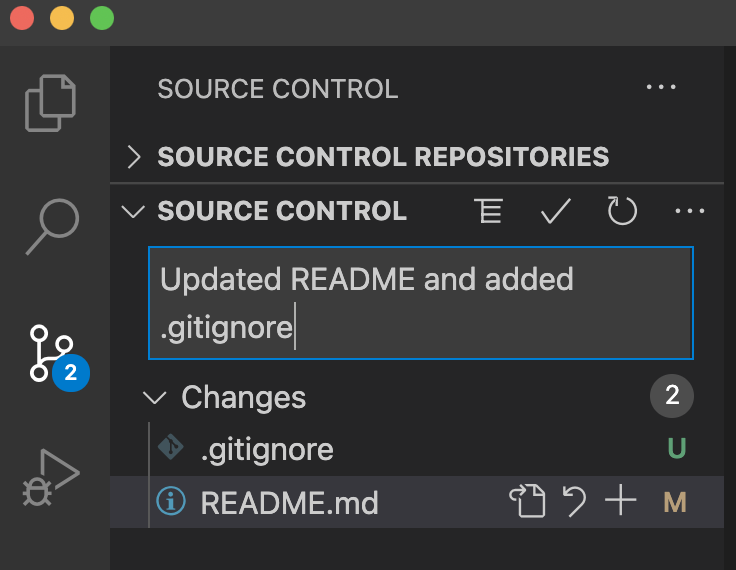 SOURCE CONTROL
SOURCE CONTROL REPOSITORIES
SOURCE CONTROL
Updated README and added
.gitignore
2
Changes 2
.gitignore U
README.md M